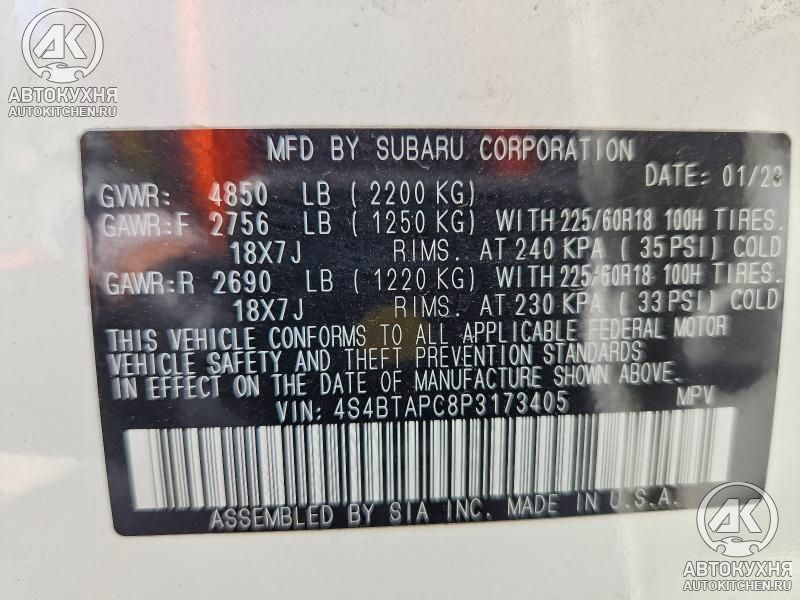 AK
АВТОКУХНЯ
AUTOKITCHEN.RU
MFD BY SUBARU CORPORATION
DATE: 01/23
GVWR: 4850 LB ( 2200 KG)
GAWR:F 2756 LB ( 1250 KG) WITH 225/60R18 100H TIRES.
18X7J RIMS. AT 240 KPA ( 35 PSI) COLD
GAWR:R 2690 LB ( 1220 KG) WITH 225/60R18 100H TIRES.
18X7J RIMS. AT 230 KPA ( 33 PSI) COLD
THIS VEHICLE CONFORMS TO ALL APPLICABLE FEDERAL MOTOR
VEHICLE SAFETY AND THEFT PREVENTION STANDARDS
IN EFFECT ON THE DATE OF MANUFACTURE SHOWN ABOVE.
VIN: 4S4BTAPC8P3173405 MPV
ASSEMBLED BY SIA INC. MADE IN U.S.A.
AK
АВТОКУХНЯ
AUTOKITCHEN.RU